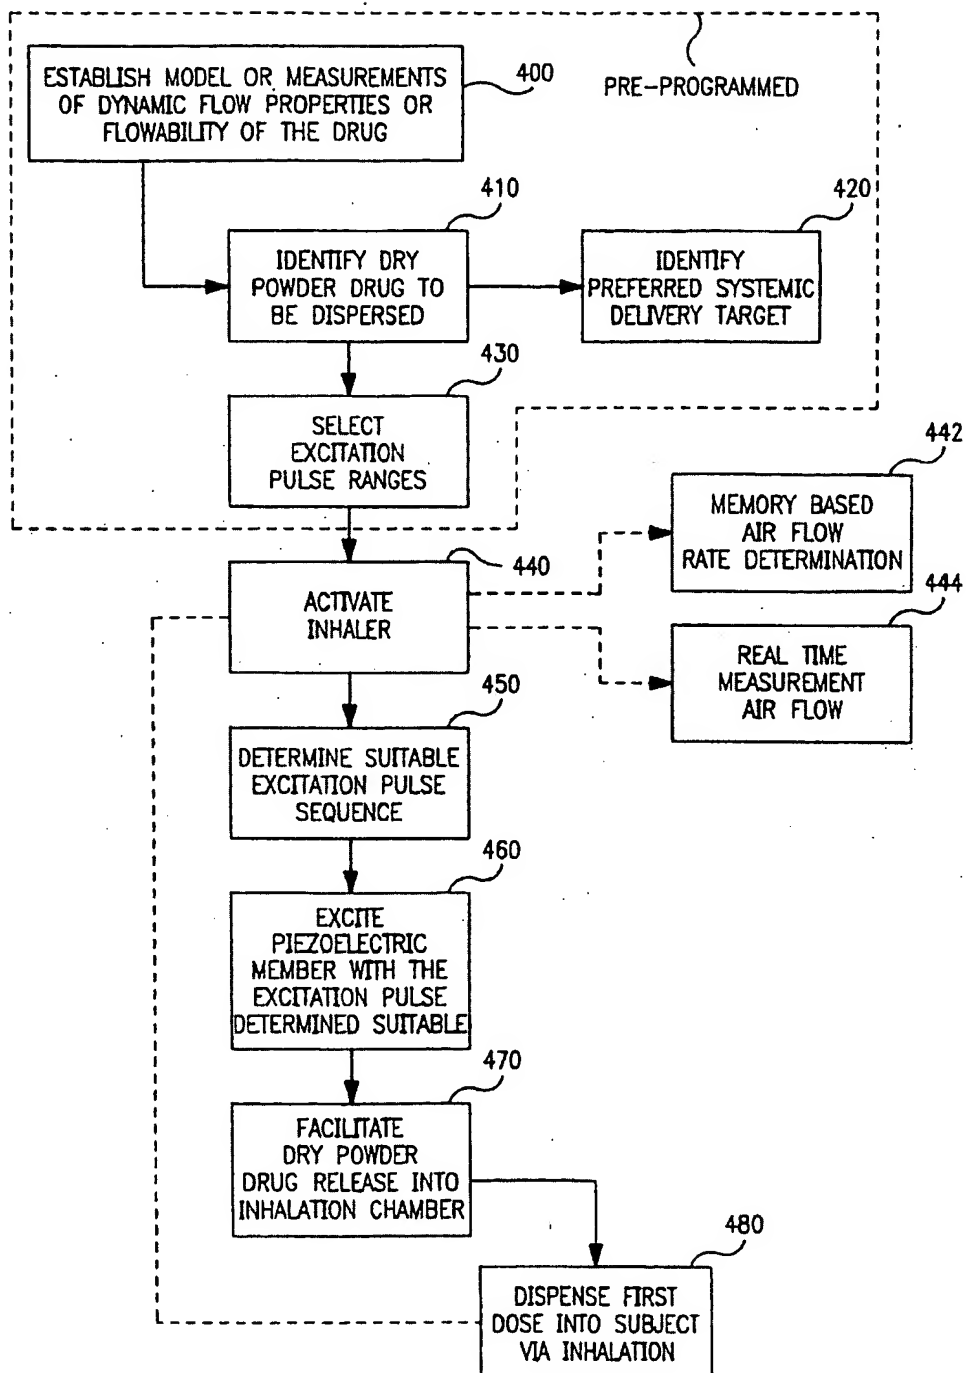 ESTABLISH MODEL OR MEASUREMENTS
OF DYNAMIC FLOW PROPERTIES OR
FLOWABILITY OF THE DRUG
400
PRE-PROGRAMMED
410
IDENTIFY DRY
POWDER DRUG TO
BE DISPERSED
420
IDENTIFY
PREFERRED SYSTEMIC
DELIVERY TARGET
430
SELECT
EXCITATION
PULSE RANGES
442
MEMORY BASED
AIR FLOW
RATE DETERMINATION
440
ACTIVATE
INHALER
444
REAL TIME
MEASUREMENT
AIR FLOW
450
DETERMINE SUITABLE
EXCITATION PULSE
SEQUENCE
460
EXCITE
PIEZOELECTRIC
MEMBER WITH THE
EXCITATION PULSE
DETERMINED SUITABLE
470
FACILITATE
DRY POWDER
DRUG RELEASE INTO
INHALATION CHAMBER
480
DISPENSE FIRST
DOSE INTO SUBJECT
VIA INHALATION